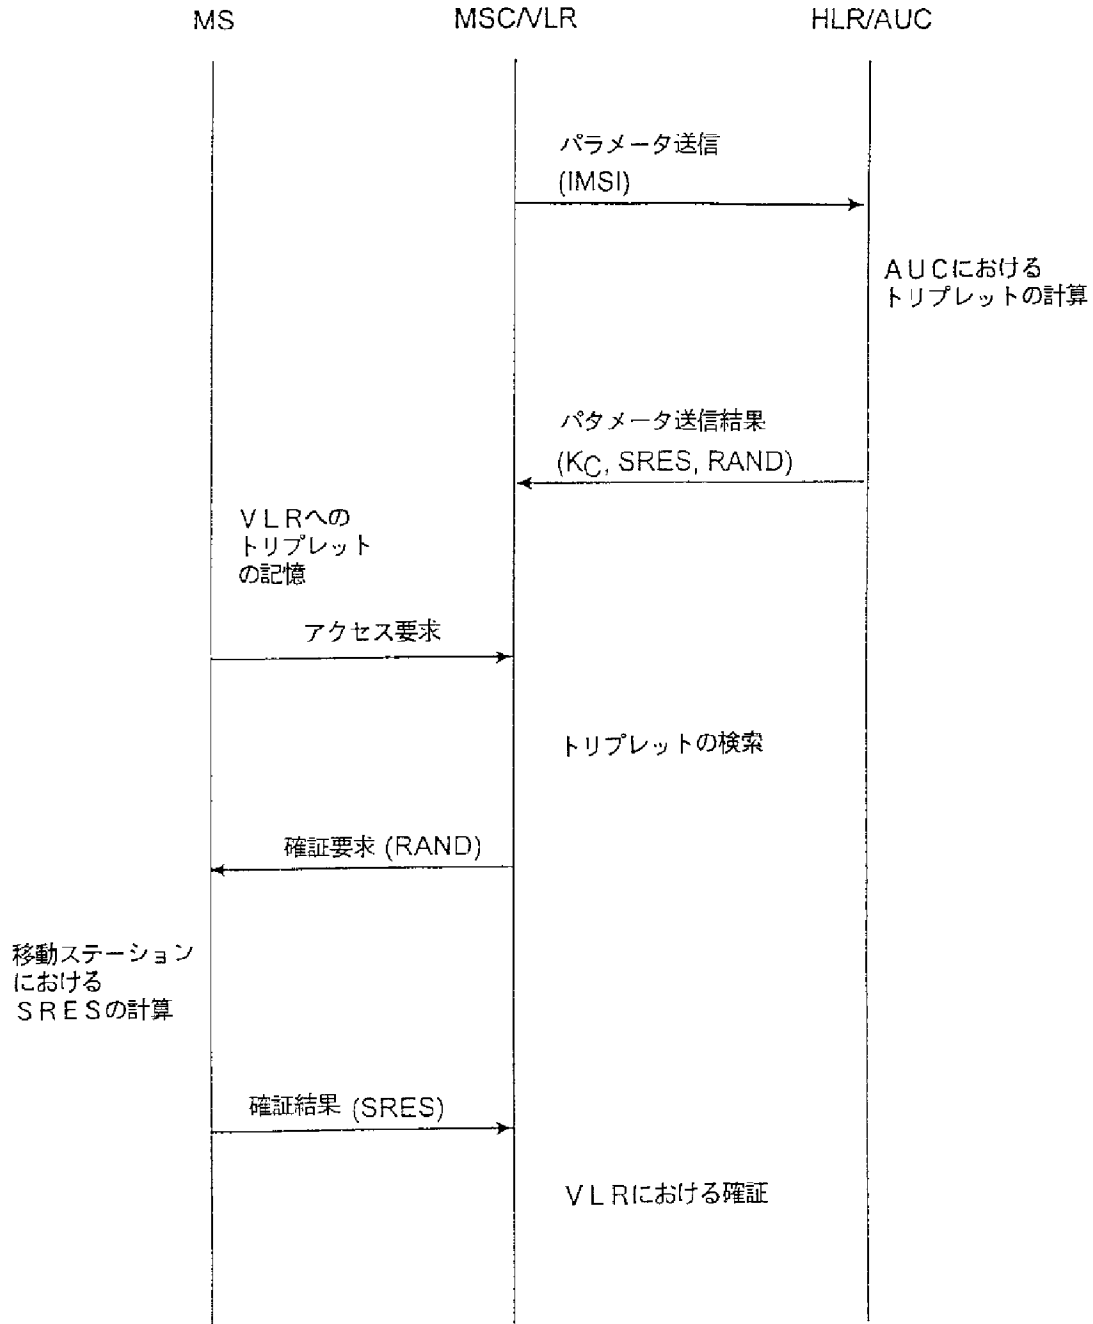 MS
MSC/VLR
HLR/AUC
パラメータ送信
(IMSI)
AUCにおける
トリプレットの計算
パタメータ送信結果
(KC, SRES, RAND)
VLRへの
トリプレット
の記憶
アクセス要求
トリプレットの検索
確証要求 (RAND)
移動ステーション
における
SRESの計算
確証結果 (SRES)
VLRにおける確証